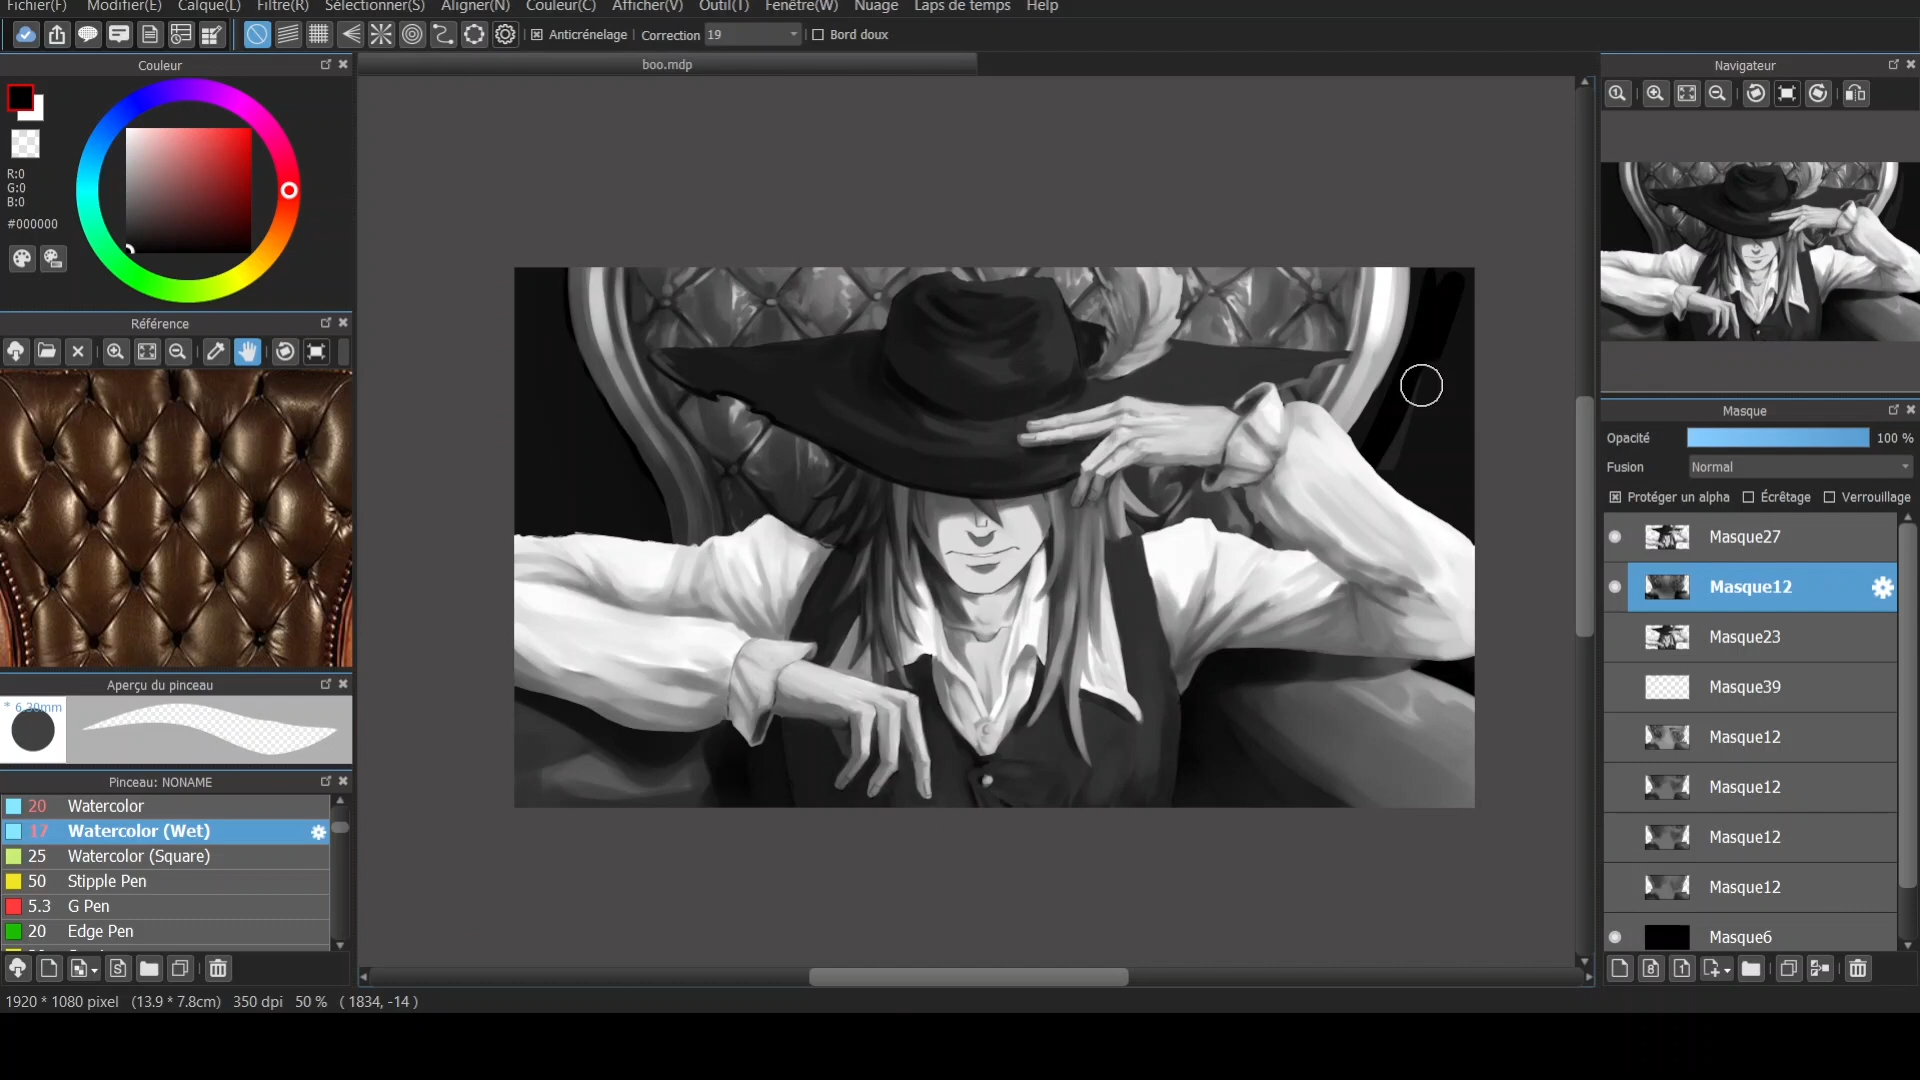 Fichier(F) Modifier(E) Calque(L) Filtre(R) Sélectionner(S) Aligner(N) Couleur(C) Afficher(V) Outil(T) Fenêtre(W) Nuage Laps de temps Help
Anticrénelage Correction 19 Bord doux
Couleur
boo.mdp
Navigateur
R:0
G:0
B:0
#000000
Référence
Masque
Opacité 100 %
Fusion Normal
Protéger un alpha Écrêtage Verrouillage
Masque27
Masque12
Masque23
Masque39
Masque12
Masque12
Masque12
Masque12
Masque6
Aperçu du pinceau
* 6.30mm
Pinceau: NONAME
20 Watercolor
17 Watercolor (Wet)
25 Watercolor (Square)
50 Stipple Pen
5.3 G Pen
20 Edge Pen
1920 * 1080 pixel (13.9 * 7.8cm) 350 dpi 50 % ( 1834, -14 )